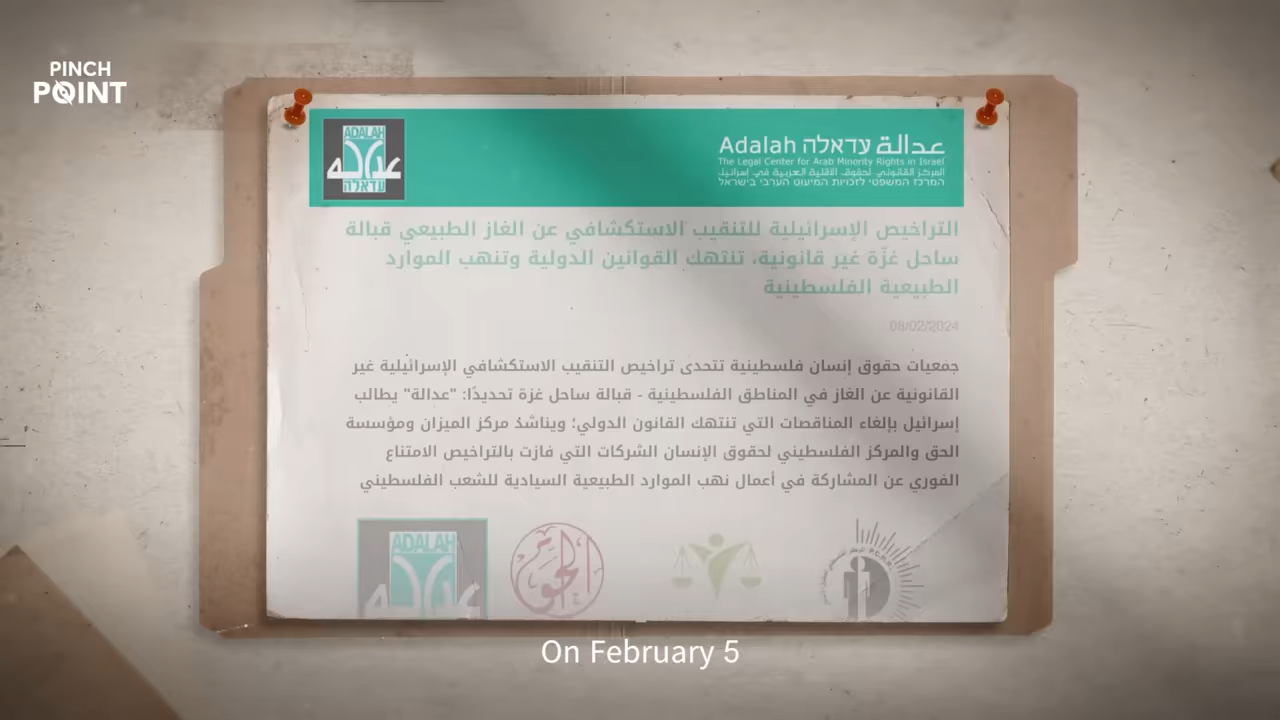 PINCH
POINT
ADALAH
عدالة
עדאלה
Adalah עדאלה عدالة
The Legal Center for Arab Minority Rights in Israel
المركز القانوني لحقوق الأقلية العربية في إسرائيل
המרכז המשפטי לזכויות המיעוט הערבי בישראל
التراخيص الإسرائيلية للتنقيب الاستكشافي عن الغاز الطبيعي قبالة
ساحل غزّة غير قانونية، تنتهك القوانين الدولية وتنهب الموارد
الطبيعية الفلسطينية
08/02/2024
جمعيات حقوق إنسان فلسطينية تتحدى تراخيص التنقيب الاستكشافي الإسرائيلية غير
القانونية عن الغاز في المناطق الفلسطينية - قبالة ساحل غزة تحديدًا: "عدالة" يطالب
إسرائيل بإلغاء المناقصات التي تنتهك القانون الدولي؛ ويناشدُ مركز الميزان ومؤسسة
الحق والمركز الفلسطيني لحقوق الإنسان الشركات التي فازت بالتراخيص الامتناع
الفوري عن المشاركة في أعمال نهب الموارد الطبيعية السيادية للشعب الفلسطيني
ADALAH
عدالة
الحق
On February 5